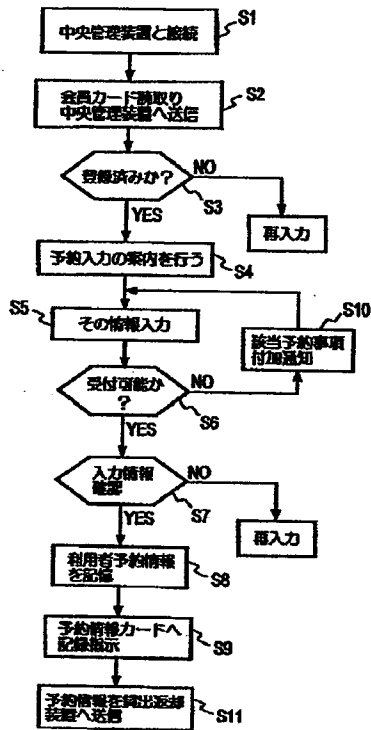 中央管理装置と接続
S1
会員カード読取り
中央管理装置へ送信
S2
登録済みか？
NO
S3
YES
再入力
予約入力の案内を行う
S4
S5
その情報入力
S10
該当予約事項
付加通知
受付可能か
？
NO
S6
YES
入力情報
確認
NO
S7
YES
再入力
利用者予約情報
を記憶
S8
予約情報カードへ
記録指示
S9
予約情報を貸出返却
装置へ送信
S11